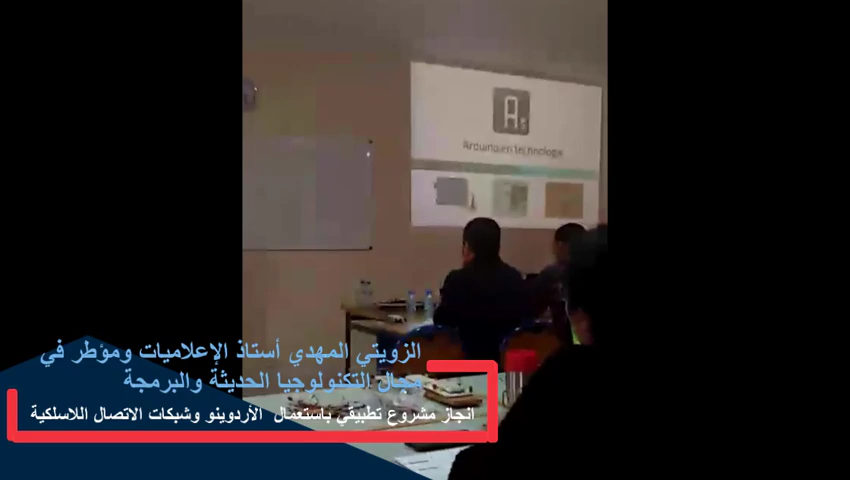 A
Arduino en technologie
الزويتي المهدي أستاذ الإعلاميات ومؤطر في
مجال التكنولوجيا الحديثة والبرمجة
انجاز مشروع تطبيقي باستعمال الأردوينو وشبكات الاتصال اللاسلكية